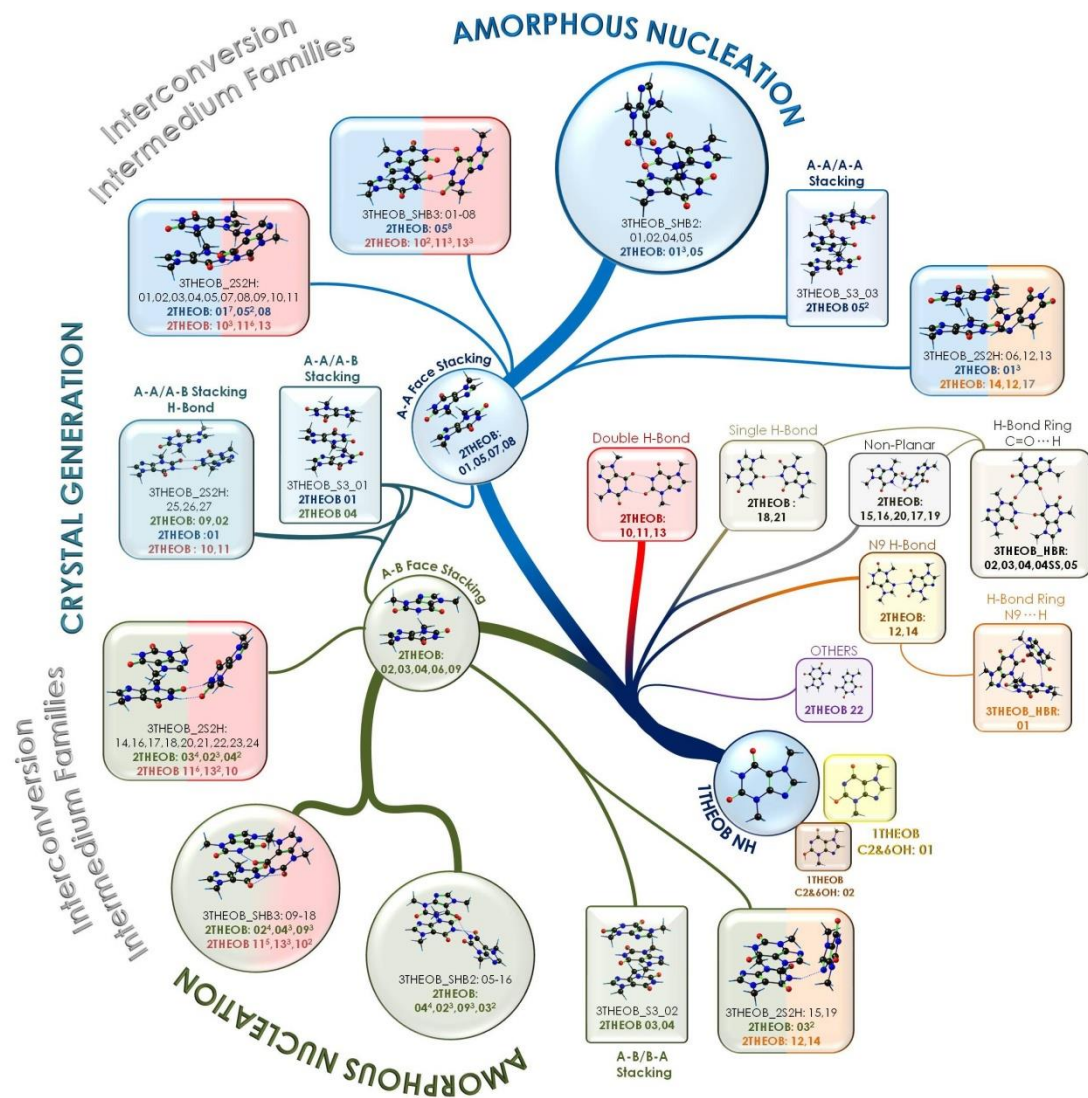 AMORPHOUS NUCLEATION
Interconversion
Intermedium Families
3THEOB_SHB3: 01-08
2THEOB: 05⁸
2THEOB: 10²,11³,13³
3THEOB_SHB2:
01,02,04,05
2THEOB: 01³,05
A-A/A-A
Stacking
3THEOB_S3_03
2THEOB 05²
3THEOB_2S2H:
01,02,03,04,05,07,08,09,10,11
2THEOB: 01⁷,05²,08
2THEOB: 10³,11⁶,13
3THEOB_2S2H: 06,12,13
2THEOB: 01³
2THEOB: 14,12,17
CRYSTAL GENERATION
A-A/A-B Stacking
H-Bond
3THEOB_2S2H:
25,26,27
2THEOB: 09,02
2THEOB :01
2THEOB : 10,11
A-A/A-B
Stacking
3THEOB_S3_01
2THEOB 01
2THEOB 04
A-A Face Stacking
2THEOB:
01,05,07,08
Double H-Bond
2THEOB:
10,11,13
Single H-Bond
2THEOB :
18,21
Non-Planar
2THEOB:
15,16,20,17,19
H-Bond Ring
C=O ··· H
3THEOB_HBR:
02,03,04,04SS,05
N9 H-Bond
2THEOB:
12,14
H-Bond Ring
N9 ··· H
3THEOB_HBR:
01
OTHERS
2THEOB 22
A-B Face Stacking
2THEOB:
02,03,04,06,09
3THEOB_2S2H:
14,16,17,18,20,21,22,23,24
2THEOB: 03⁴,02³,04²
2THEOB 11⁶,13²,10
1THEOB NH
1THEOB
C2&6OH: 01
1THEOB
C2&6OH: 02
Interconversion
Intermedium Families
3THEOB_SHB3: 09-18
2THEOB: 02⁴,04³,09³
2THEOB 11⁵,13³,10²
3THEOB_SHB2: 05-16
2THEOB:
04⁴,02³,09³,03²
3THEOB_S3_02
2THEOB 03,04
A-B/B-A
Stacking
3THEOB_2S2H: 15,19
2THEOB: 03²
2THEOB: 12,14
AMORPHOUS NUCLEATION